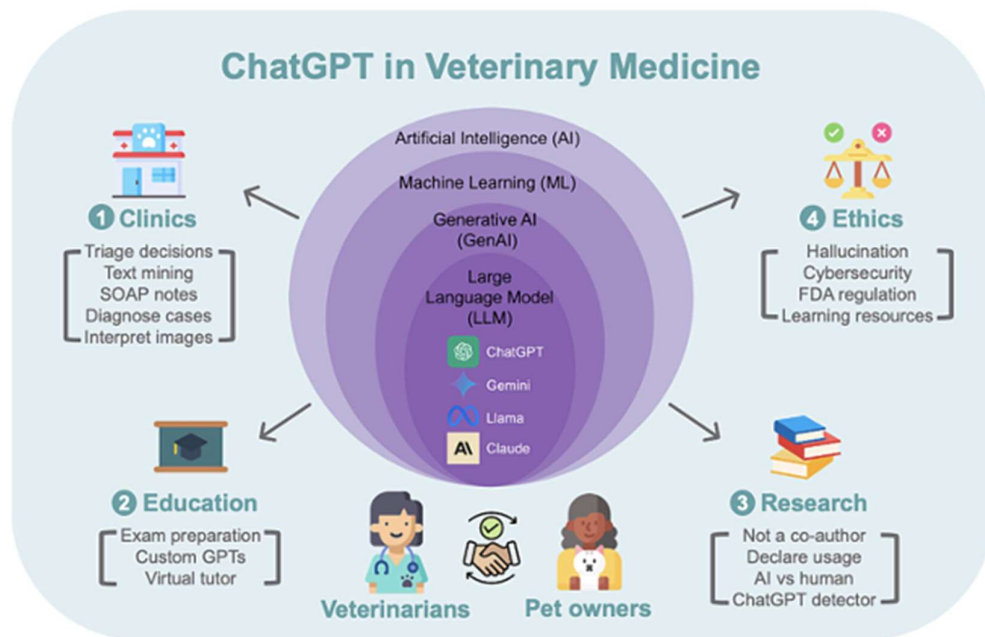 ChatGPT in Veterinary Medicine
Artificial Intelligence (AI)
Machine Learning (ML)
Generative AI
(GenAI)
Large
Language Model
(LLM)
ChatGPT
Gemini
Llama
A\
Claude
1 Clinics
Triage decisions
Text mining
SOAP notes
Diagnose cases
Interpret images
2 Education
Exam preparation
Custom GPTs
Virtual tutor
Veterinarians
Pet owners
3 Research
Not a co-author
Declare usage
AI vs human
ChatGPT detector
4 Ethics
Hallucination
Cybersecurity
FDA regulation
Learning resources